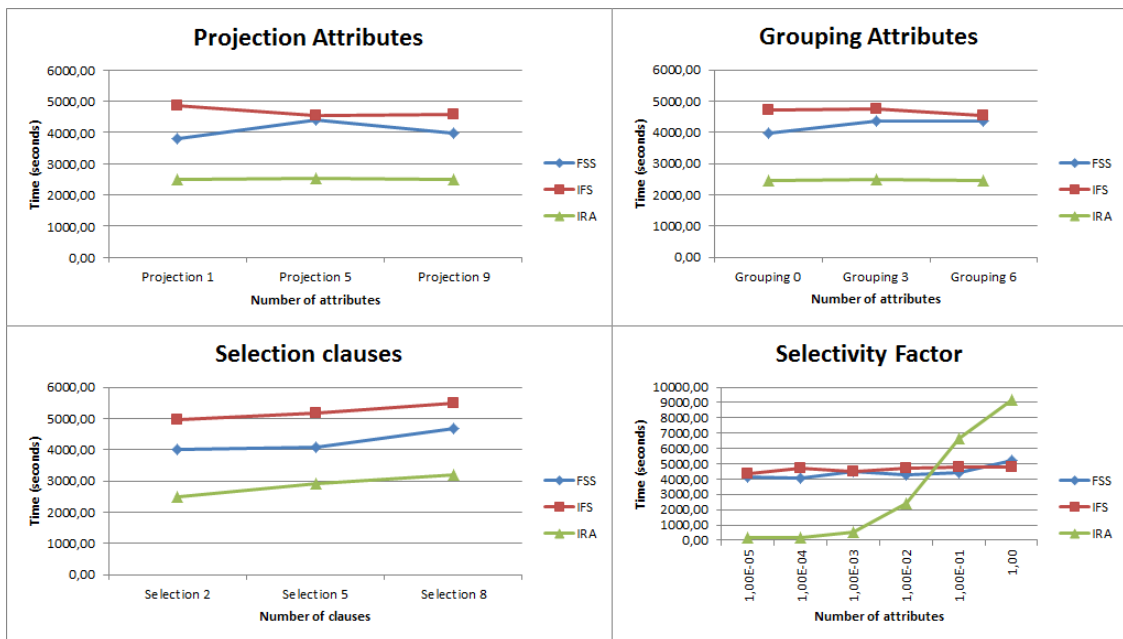 Projection Attributes
6000,00
5000,00
4000,00
3000,00
2000,00
1000,00
0,00
Time (seconds)
Projection 1
Projection 5
Projection 9
Number of attributes
FSS
IFS
IRA
Grouping Attributes
6000,00
5000,00
4000,00
3000,00
2000,00
1000,00
0,00
Time (seconds)
Grouping 0
Grouping 3
Grouping 6
Number of attributes
FSS
IFS
IRA
Selection clauses
6000,00
5000,00
4000,00
3000,00
2000,00
1000,00
0,00
Time (seconds)
Selection 2
Selection 5
Selection 8
Number of clauses
FSS
IFS
IRA
Selectivity Factor
10000,00
9000,00
8000,00
7000,00
6000,00
5000,00
4000,00
3000,00
2000,00
1000,00
0,00
Time (seconds)
1,00E-05
1,00E-04
1,00E-03
1,00E-02
1,00E-01
1,00
Number of attributes
FSS
IFS
IRA